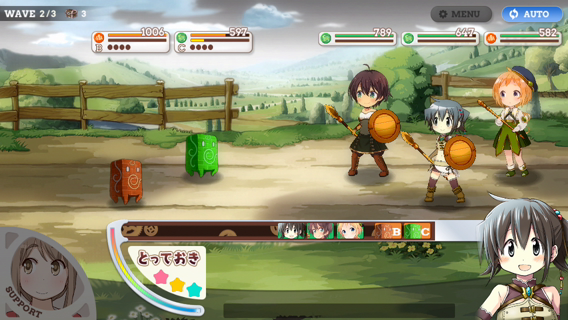 WAVE 2/3 3
MENU
AUTO
1006
B
597
C
789
647
582
B
C
とっておき
SUPPORT